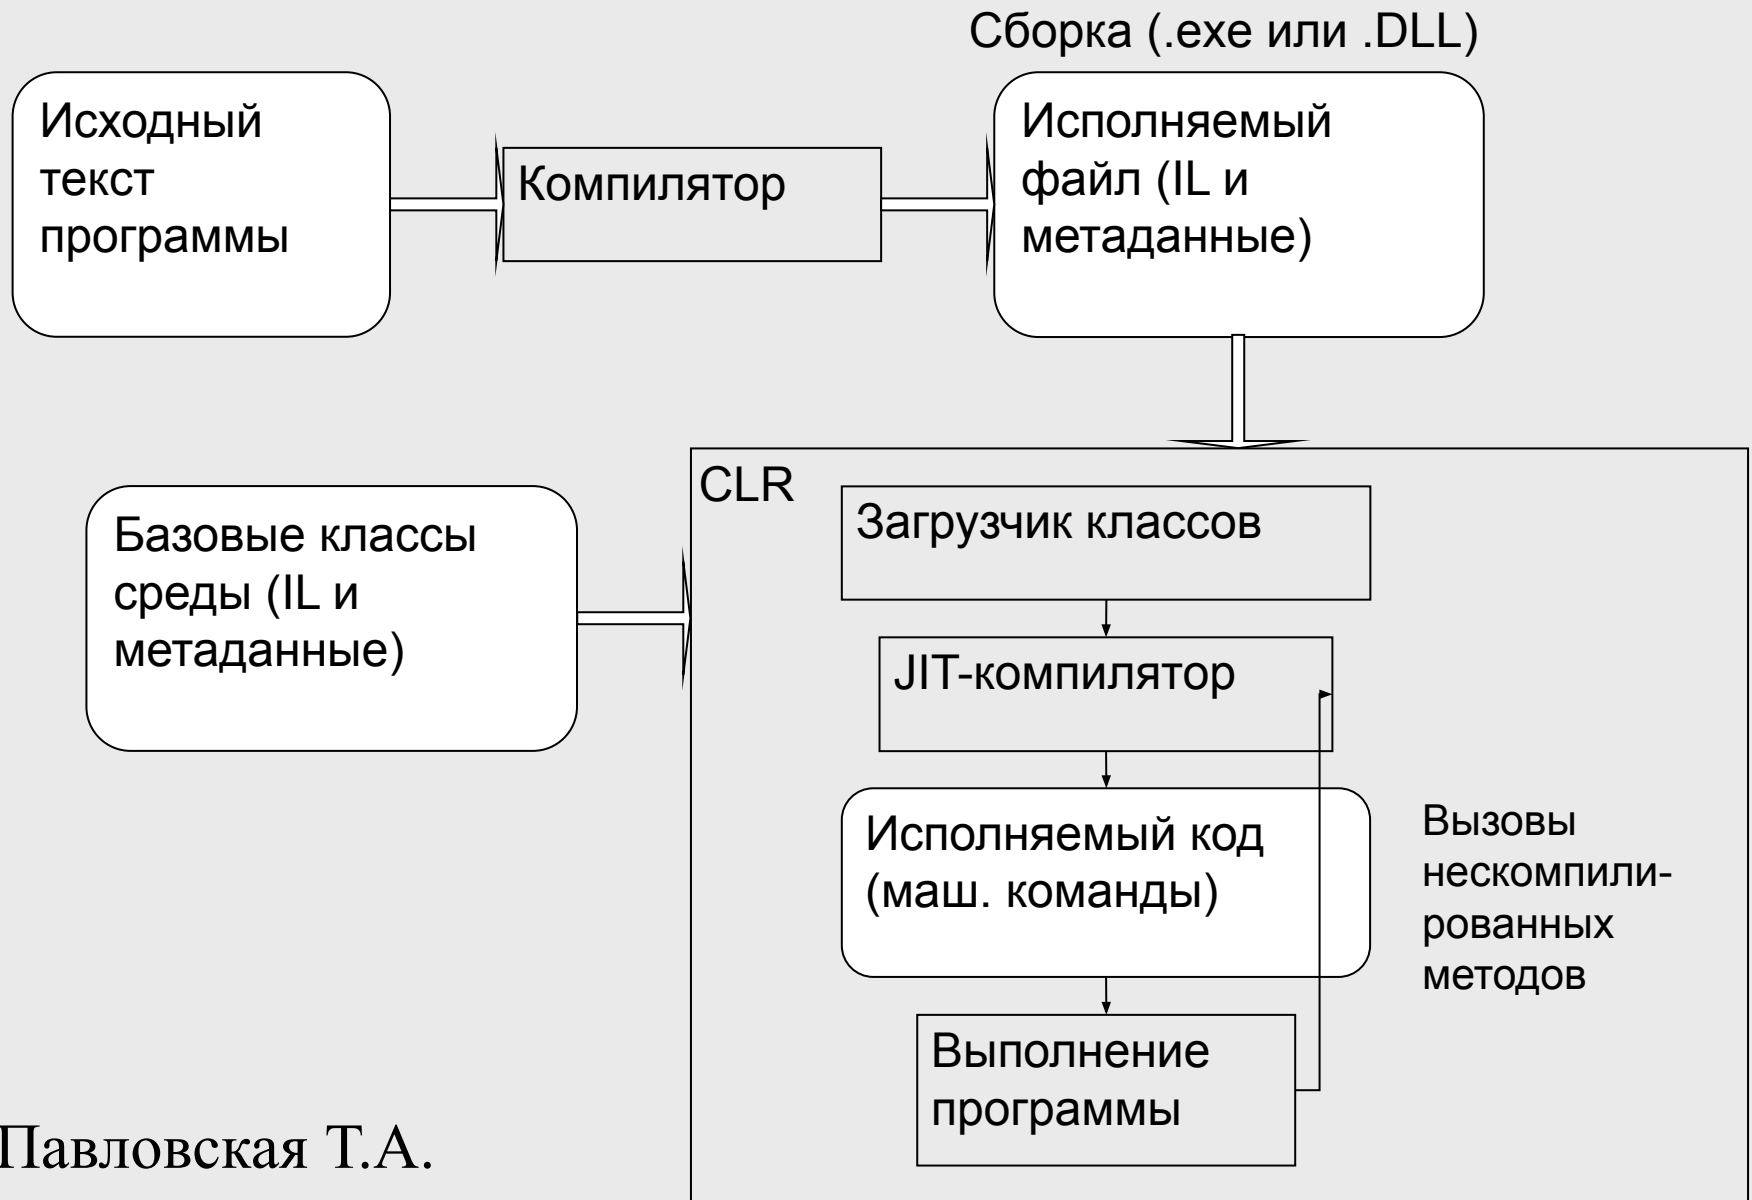 Сборка (.exe или .DLL)
Исходный
текст
программы
Компилятор
Исполняемый
файл (IL и
метаданные)
Базовые классы
среды (IL и
метаданные)
CLR
Загрузчик классов
JIT-компилятор
Исполняемый код
(маш. команды)
Вызовы
нескомпили-
рованных
методов
Выполнение
программы
Павловская Т.А.